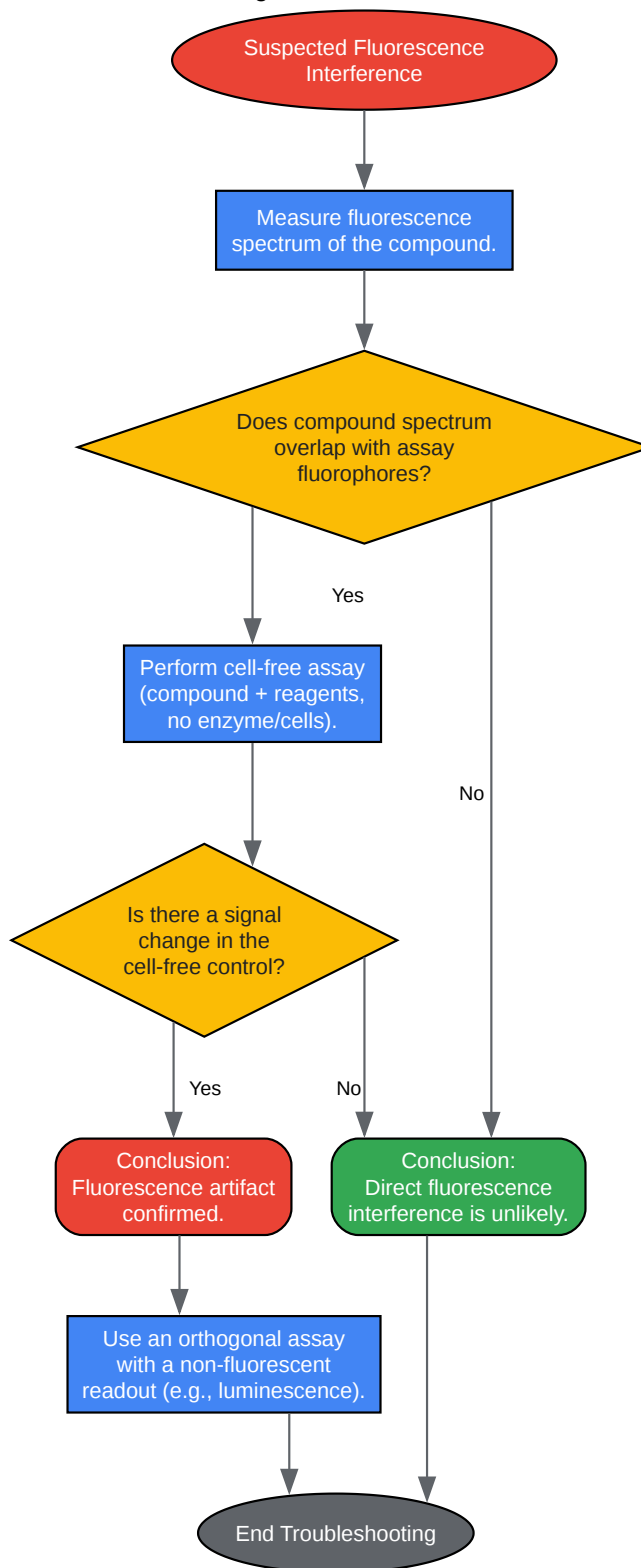 Suspected Fluorescence
Interference
Measure fluorescence
spectrum of the compound.
Does compound spectrum
overlap with assay
fluorophores?
Yes
Perform cell-free assay
(compound + reagents,
no enzyme/cells).
No
Is there a signal
change in the
cell-free control?
Yes
No
Conclusion:
Fluorescence artifact
confirmed.
Conclusion:
Direct fluorescence
interference is unlikely.
Use an orthogonal assay
with a non-fluorescent
readout (e.g., luminescence).
End Troubleshooting